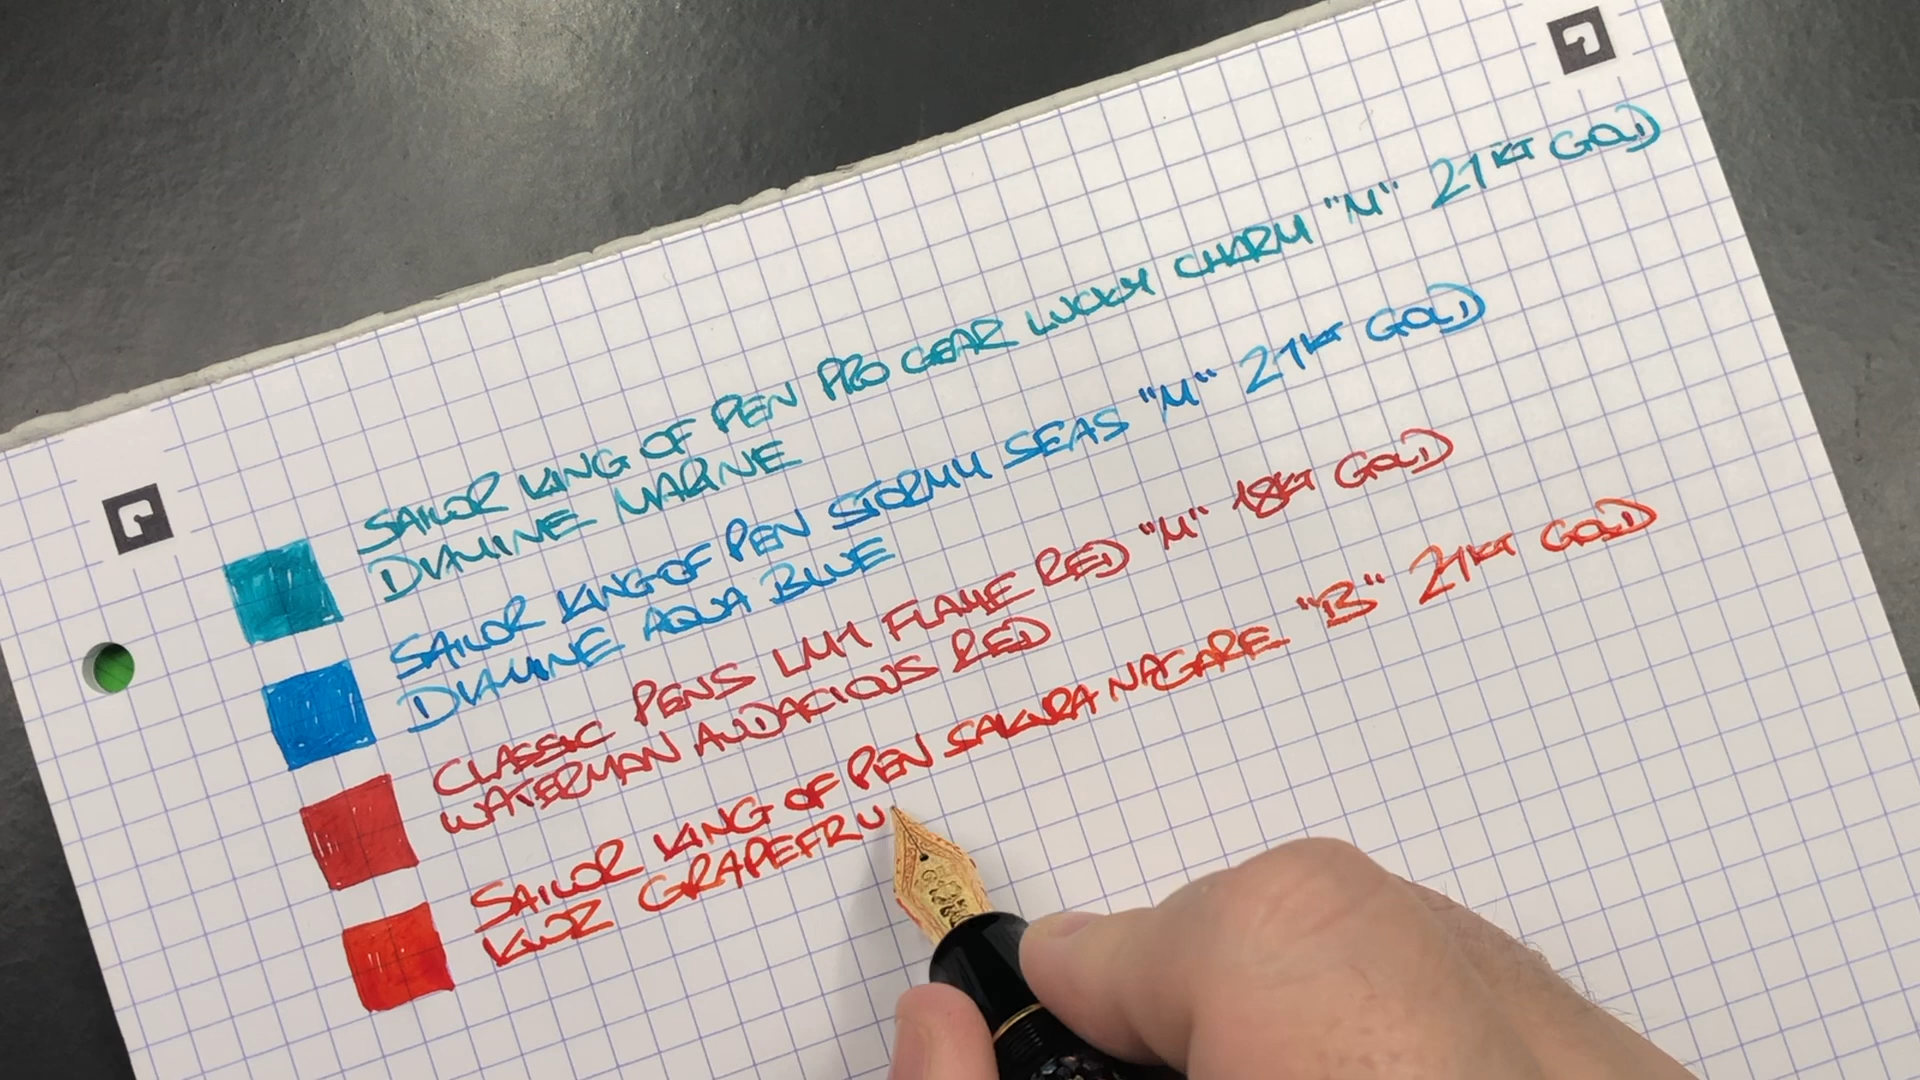 SAILOR KING OF PEN PRO GEAR LUCKY CHARM "M" 21KT GOLD
DIAMINE MARINE
SAILOR KING OF PEN STORMY SEAS "M" 21KT GOLD
DIAMINE AQUA BLUE
CLASSIC PENS LM1 FLAME RED "M" 18KT GOLD
WATERMAN AUDACIOUS RED
SAILOR KING OF PEN SAKURA NAGARE "B" 21KT GOLD
KWZ GRAPEFRU